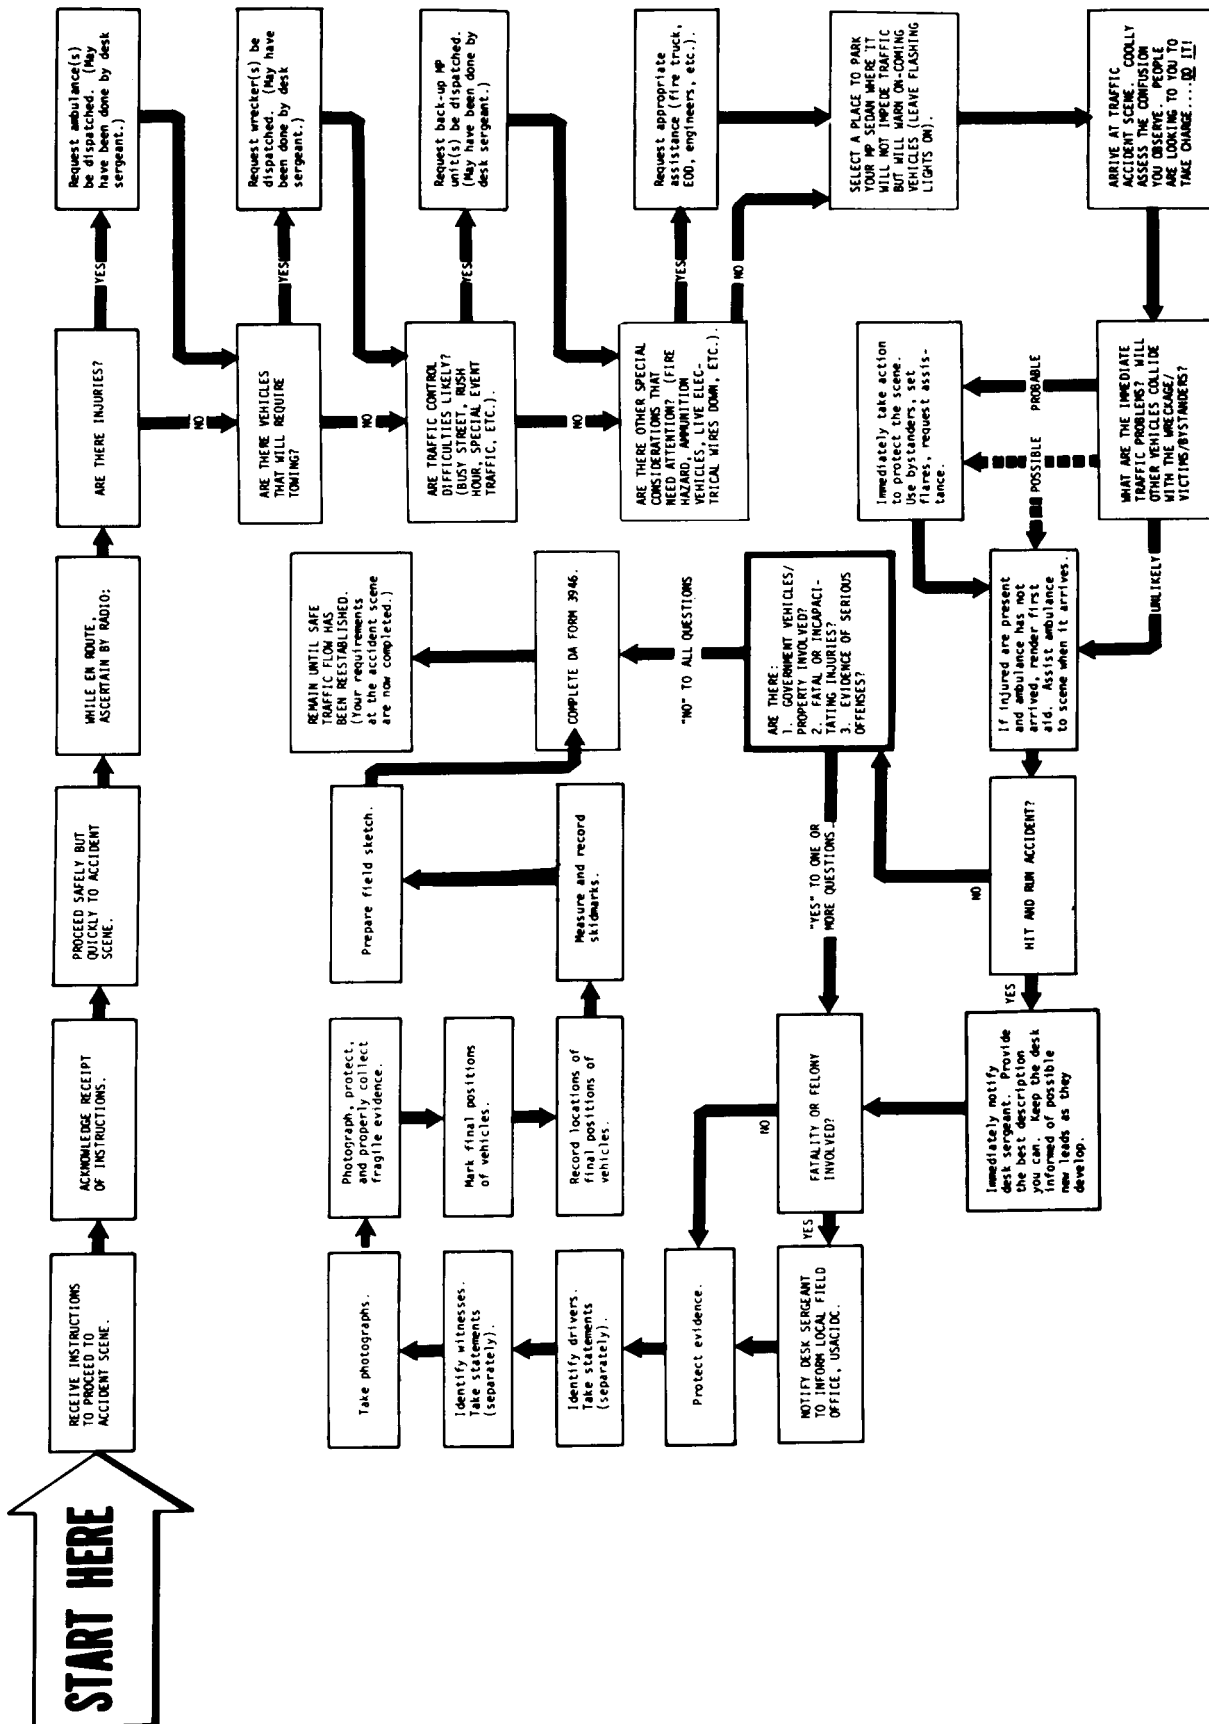 START HERE
RECEIVE INSTRUCTIONS
TO PROCEED TO
ACCIDENT SCENE.
ACKNOWLEDGE RECEIPT
OF INSTRUCTIONS.
PROCEED SAFELY BUT
QUICKLY TO ACCIDENT
SCENE.
WHILE EN ROUTE,
ASCERTAIN BY RADIO:
ARE THERE INJURIES?
YES
Request ambulance(s)
be dispatched. (May
have been done by desk
sergeant.)
NO
ARE THERE VEHICLES
THAT WILL REQUIRE
TOWING?
YES
Request wrecker(s) be
dispatched. (May have
been done by desk
sergeant.)
NO
ARE TRAFFIC CONTROL
DIFFICULTIES LIKELY?
(BUSY STREET, RUSH
HOUR, SPECIAL EVENT
TRAFFIC, ETC.).
YES
Request back-up MP
unit(s) be dispatched.
(May have been done by
desk sergeant.)
NO
ARE THERE OTHER SPECIAL
CONSIDERATIONS THAT
NEED ATTENTION? (FIRE
HAZARD, AMMUNITION
VEHICLES, LIVE ELEC-
TRICAL WIRES DOWN, ETC.).
YES
Request appropriate
assistance (fire truck,
EOD, engineers, etc.).
NO
SELECT A PLACE TO PARK
YOUR MP SEDAN WHERE IT
WILL NOT IMPEDE TRAFFIC
BUT WILL WARN ON-COMING
VEHICLES (LEAVE FLASHING
LIGHTS ON).
ARRIVE AT TRAFFIC
ACCIDENT SCENE. COOLLY
ASSESS THE CONFUSION
YOU OBSERVE. PEOPLE
ARE LOOKING TO YOU TO
TAKE CHARGE....DO IT!
WHAT ARE THE IMMEDIATE
TRAFFIC PROBLEMS? WILL
OTHER VEHICLES COLLIDE
WITH THE WRECKAGE/
VICTIMS/BYSTANDERS?
PROBABLE
POSSIBLE
UNLIKELY
Immediately take action
to protect the scene.
Use bystanders, set
flares, request assis-
tance.
If injured are present
and ambulance has not
arrived, render first
aid. Assist ambulance
to scene when it arrives.
HIT AND RUN ACCIDENT?
NO
YES
Immediately notify
desk sergeant. Provide
the best description
you can. Keep the desk
informed of possible
new leads as they
develop.
ARE THERE:
1. GOVERNMENT VEHICLES/
PROPERTY INVOLVED?
2. FATAL OR INCAPACI-
TATING INJURIES?
3. EVIDENCE OF SERIOUS
OFFENSES?
"NO" TO ALL QUESTIONS
"YES" TO ONE OR
MORE QUESTIONS.
FATALITY OR FELONY
INVOLVED?
YES
NO
NOTIFY DESK SERGEANT
TO INFORM LOCAL FIELD
OFFICE, USACIDC.
Protect evidence.
Identify drivers.
Take statements
(separately).
Identify witnesses.
Take statements
(separately).
Take photographs.
Photograph, protect,
and properly collect
fragile evidence.
Mark final positions
of vehicles.
Record locations of
final positions of
vehicles.
Measure and record
skidmarks.
Prepare field sketch.
COMPLETE DA FORM 3946.
REMAIN UNTIL SAFE
TRAFFIC FLOW HAS
BEEN REESTABLISHED.
(Your requirements
at the accident scene
are now completed.)